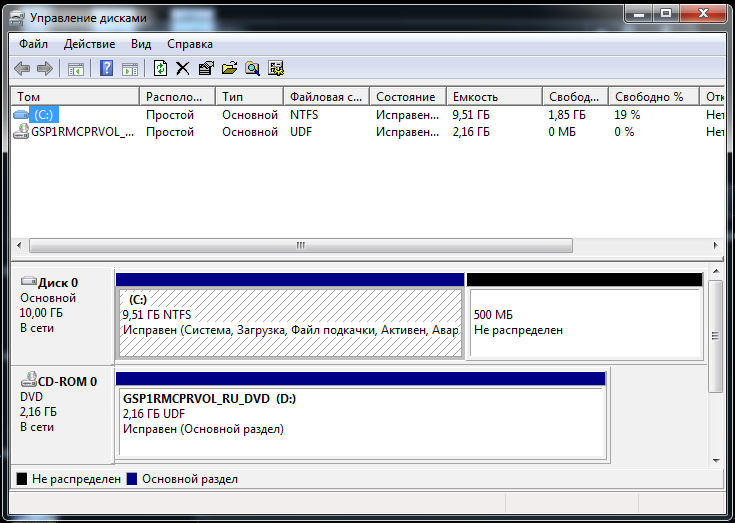 Управление дисками
Файл Действие Вид Справка
Том Располо... Тип Файловая с... Состояние Емкость Свобод... Свободно % Отк
(C:) Простой Основной NTFS Исправен... 9,51 ГБ 1,85 ГБ 19 % Нет
GSP1RMCPRVOL_... Простой Основной UDF Исправен... 2,16 ГБ 0 МБ 0 % Нет
Диск 0
Основной
10,00 ГБ
В сети
(C:)
9,51 ГБ NTFS
Исправен (Система, Загрузка, Файл подкачки, Активен, Авар
500 МБ
Не распределен
CD-ROM 0
DVD
2,16 ГБ
В сети
GSP1RMCPRVOL_RU_DVD (D:)
2,16 ГБ UDF
Исправен (Основной раздел)
Не распределен Основной раздел